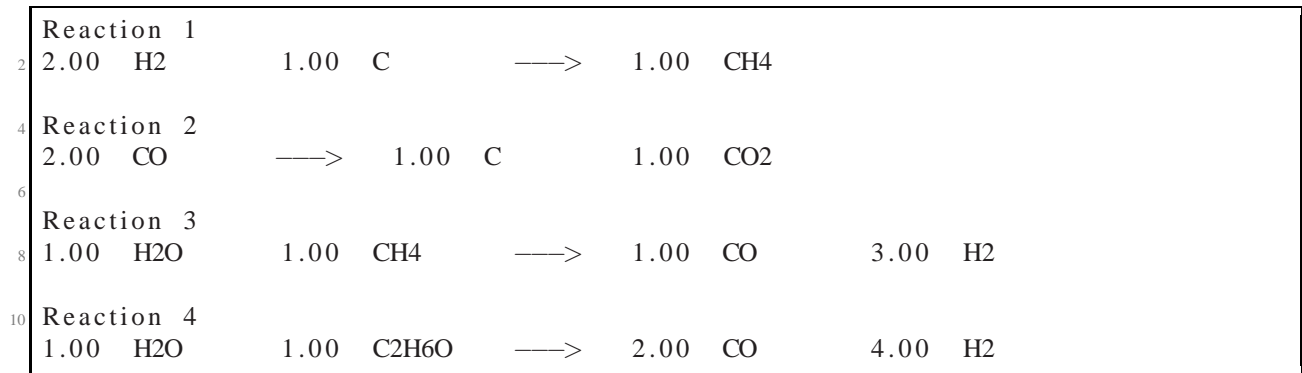 Reaction 1
2 2.00 H2 1.00 C ---> 1.00 CH4
4 Reaction 2
2.00 CO ---> 1.00 C 1.00 CO2
6
Reaction 3
8 1.00 H2O 1.00 CH4 ---> 1.00 CO 3.00 H2
10 Reaction 4
1.00 H2O 1.00 C2H6O ---> 2.00 CO 4.00 H2